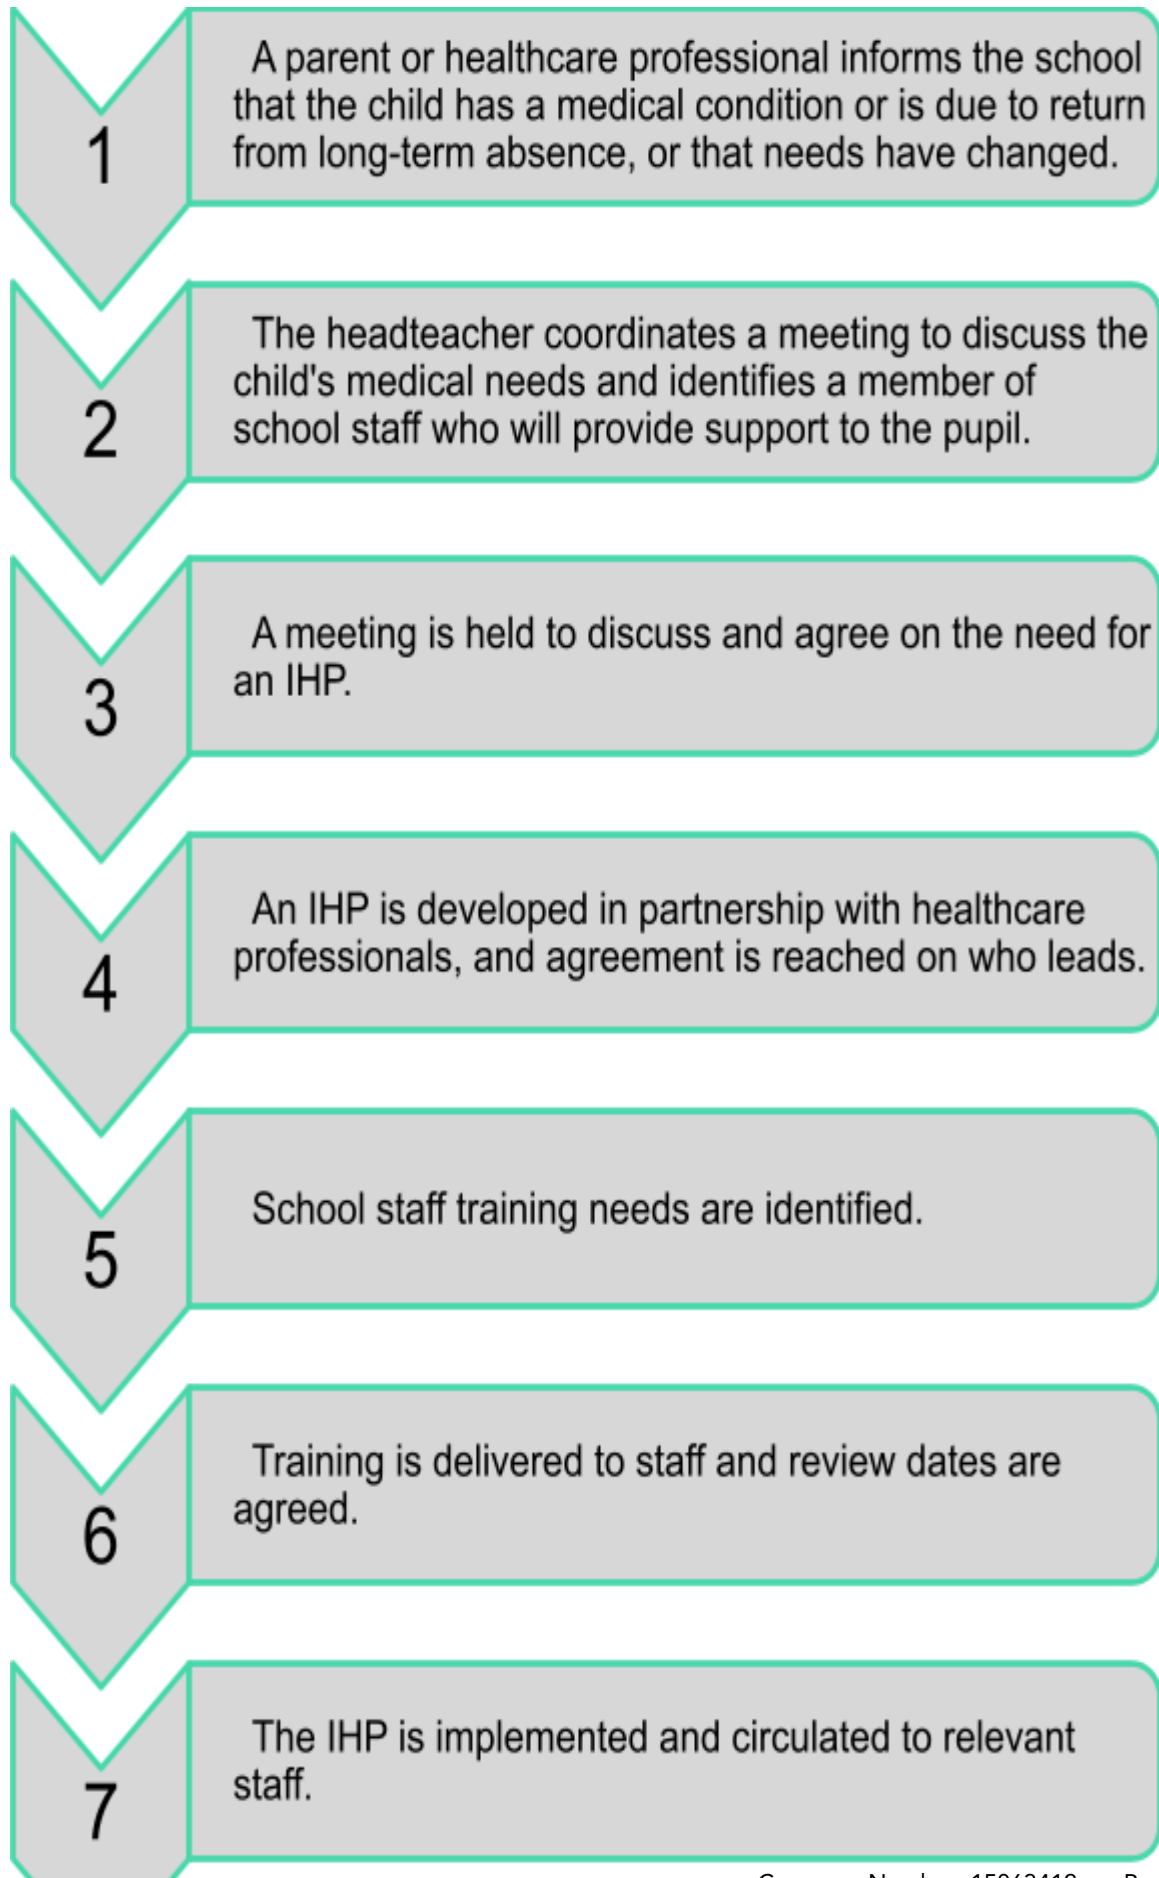 1
A parent or healthcare professional informs the school
that the child has a medical condition or is due to return
from long-term absence, or that needs have changed.
2
The headteacher coordinates a meeting to discuss the
child's medical needs and identifies a member of
school staff who will provide support to the pupil.
3
A meeting is held to discuss and agree on the need for
an IHP.
4
An IHP is developed in partnership with healthcare
professionals, and agreement is reached on who leads.
5
School staff training needs are identified.
6
Training is delivered to staff and review dates are
agreed.
7
The IHP is implemented and circulated to relevant
staff.